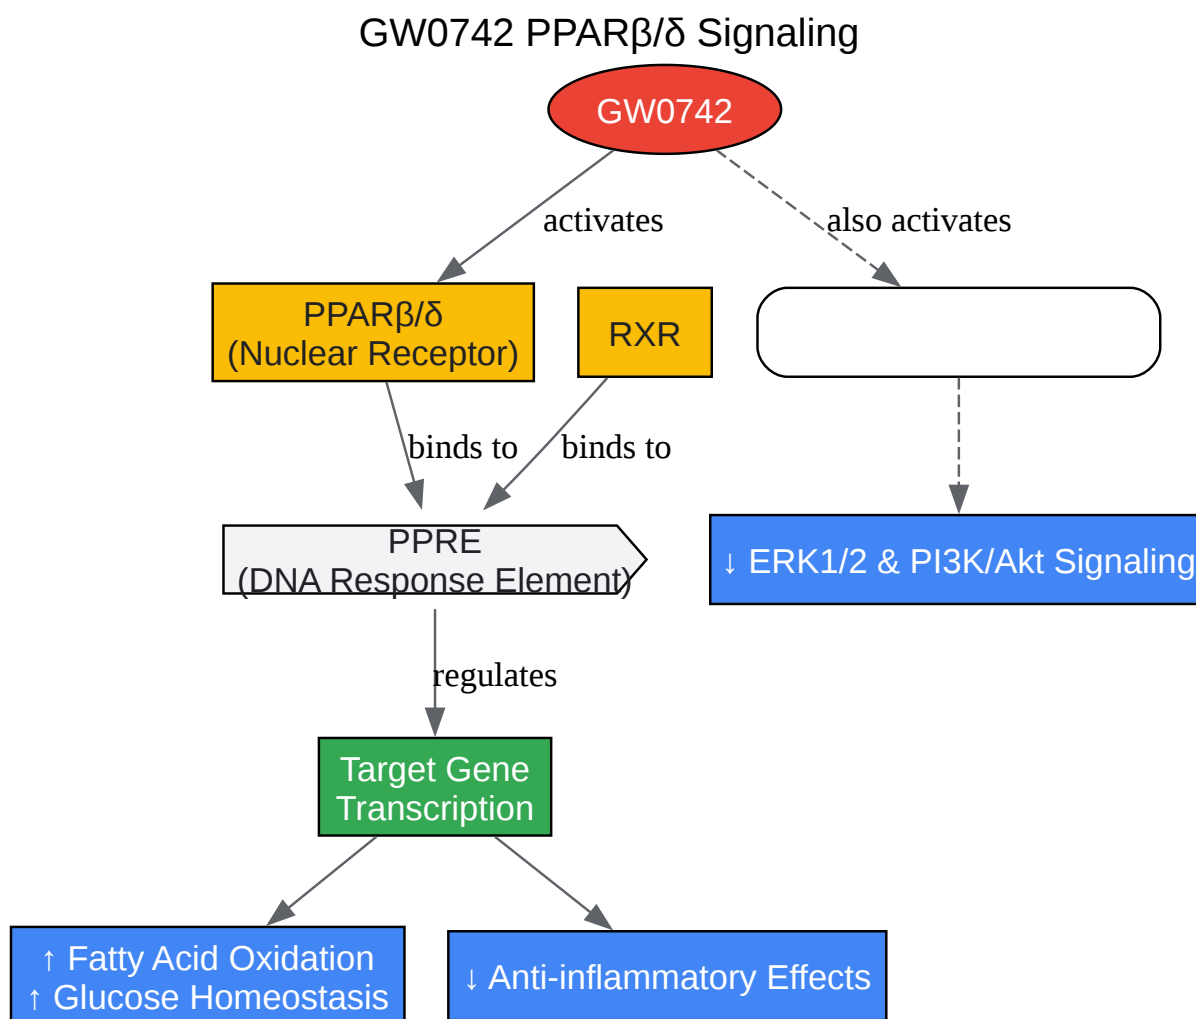 GW0742 PPARβ/δ Signaling
GW0742
activates
also activates
PPARβ/δ
(Nuclear Receptor)
RXR
binds to
binds to
PPRE
(DNA Response Element)
↓ ERK1/2 & PI3K/Akt Signaling
regulates
Target Gene
Transcription
↑ Fatty Acid Oxidation
↑ Glucose Homeostasis
↓ Anti-inflammatory Effects